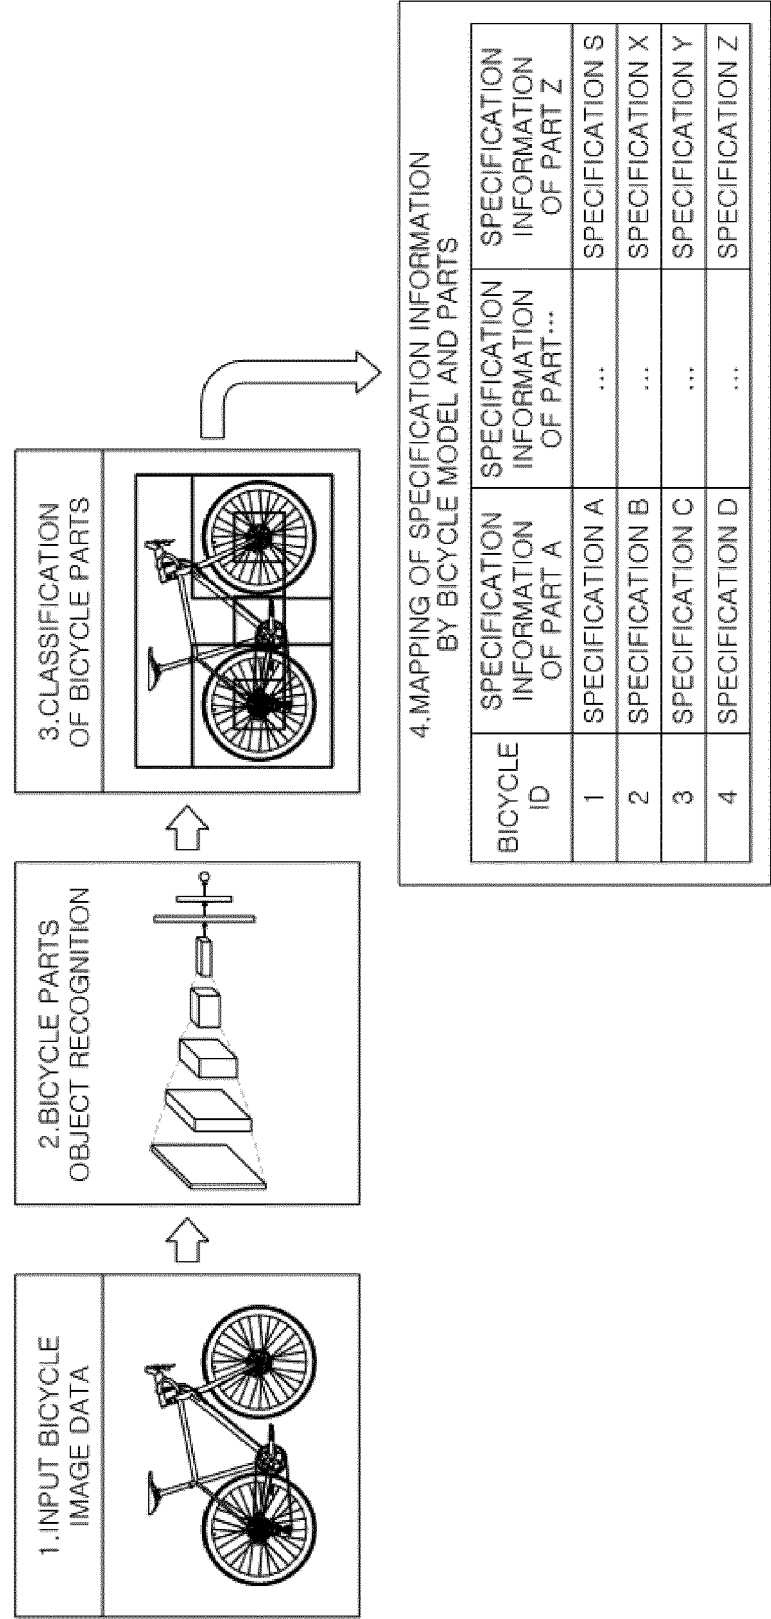 1.INPUT BICYCLE
IMAGE DATA
2.BICYCLE PARTS
OBJECT RECOGNITION
3.CLASSIFICATION
OF BICYCLE PARTS
4.MAPPING OF SPECIFICATION INFORMATION
BY BICYCLE MODEL AND PARTS
BICYCLE
ID
SPECIFICATION
INFORMATION
OF PART A
SPECIFICATION
INFORMATION
OF PART...
SPECIFICATION
INFORMATION
OF PART Z
1 SPECIFICATION A ... SPECIFICATION S
2 SPECIFICATION B ... SPECIFICATION X
3 SPECIFICATION C ... SPECIFICATION Y
4 SPECIFICATION D ... SPECIFICATION Z